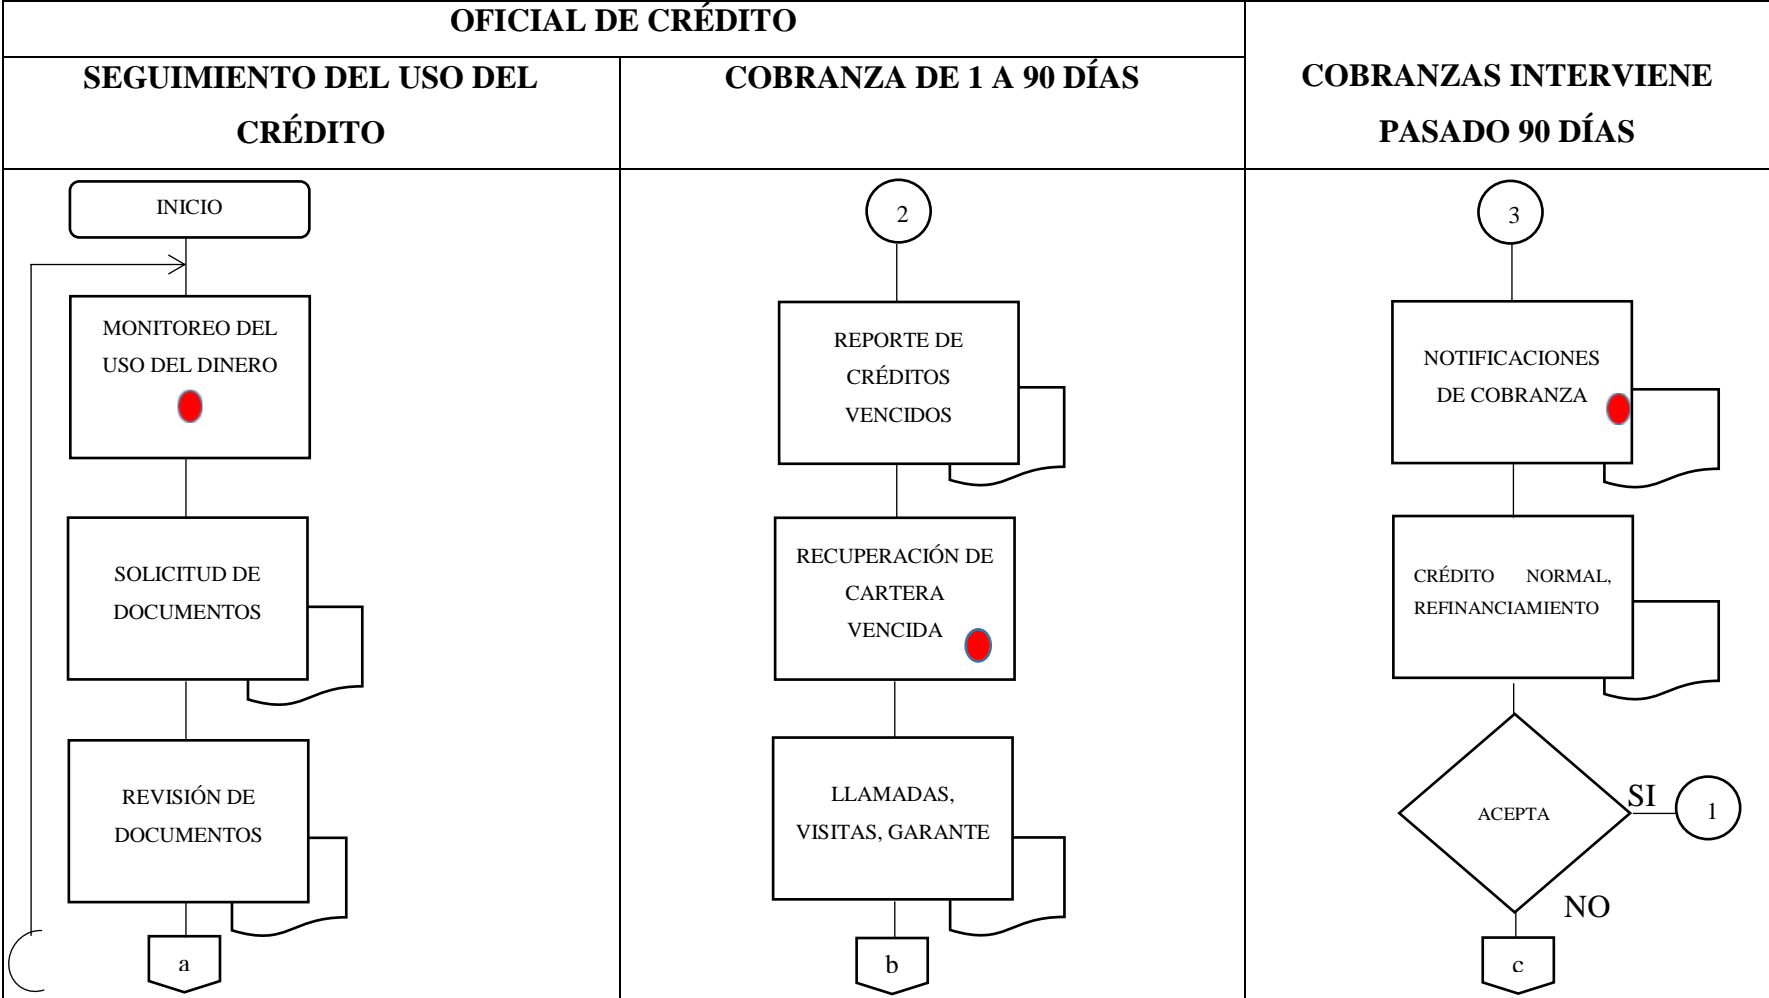 OFICIAL DE CRÉDITO
SEGUIMIENTO DEL USO DEL
CRÉDITO
COBRANZA DE 1 A 90 DÍAS
COBRANZAS INTERVIENE
PASADO 90 DÍAS
INICIO
MONITOREO DEL
USO DEL DINERO
SOLICITUD DE
DOCUMENTOS
REVISIÓN DE
DOCUMENTOS
a
2
REPORTE DE
CRÉDITOS
VENCIDOS
RECUPERACIÓN DE
CARTERA
VENCIDA
LLAMADAS,
VISITAS, GARANTE
b
3
NOTIFICACIONES
DE COBRANZA
CRÉDITO NORMAL,
REFINANCIAMIENTO
ACEPTA
SI
1
NO
c